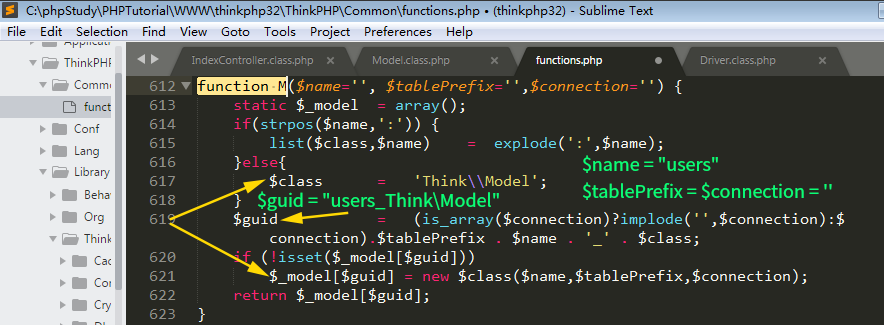 C:\phpStudy\PHPTutorial\WWW\thinkphp32\ThinkPHP\Common\functions.php • (thinkphp32) - Sublime Text
File Edit Selection Find View Goto Tools Project Preferences Help
Application
ThinkPHP
Commo
funct
Conf
Lang
Library
Behav
Org
Think
Cac
Con
Cry
IndexController.class.php Model.class.php functions.php Driver.class.php
612 function M($name='', $tablePrefix='',$connection='') {
613 static $_model = array();
614 if(strpos($name,':')) {
615 list($class,$name) = explode(':',$name);
616 }else{
$name = "users"
617 $class = 'Think\\Model';
$tablePrefix = $connection = ''
618 } $guid = "users_Think\Model"
619 $guid = (is_array($connection)?implode('',$connection):$
connection).$tablePrefix . $name . '_' . $class;
620 if (!isset($_model[$guid]))
621 $_model[$guid] = new $class($name,$tablePrefix,$connection);
622 return $_model[$guid];
623 }